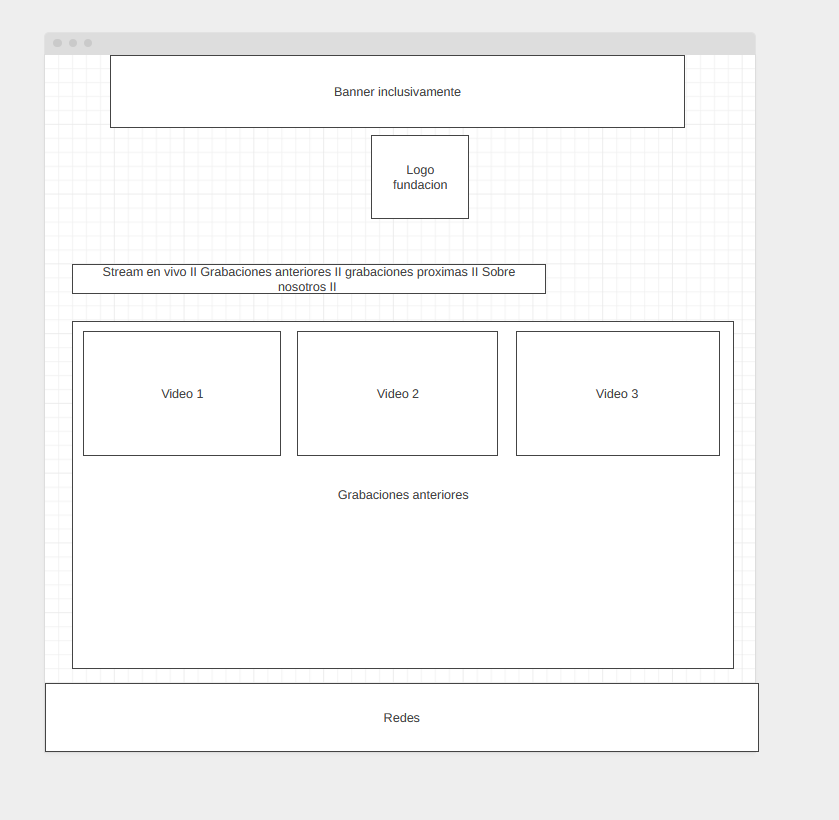 Banner inclusivamente
Logo
fundacion
Stream en vivo II Grabaciones anteriores II grabaciones proximas II Sobre
nosotros II
Video 1
Video 2
Video 3
Grabaciones anteriores
Redes